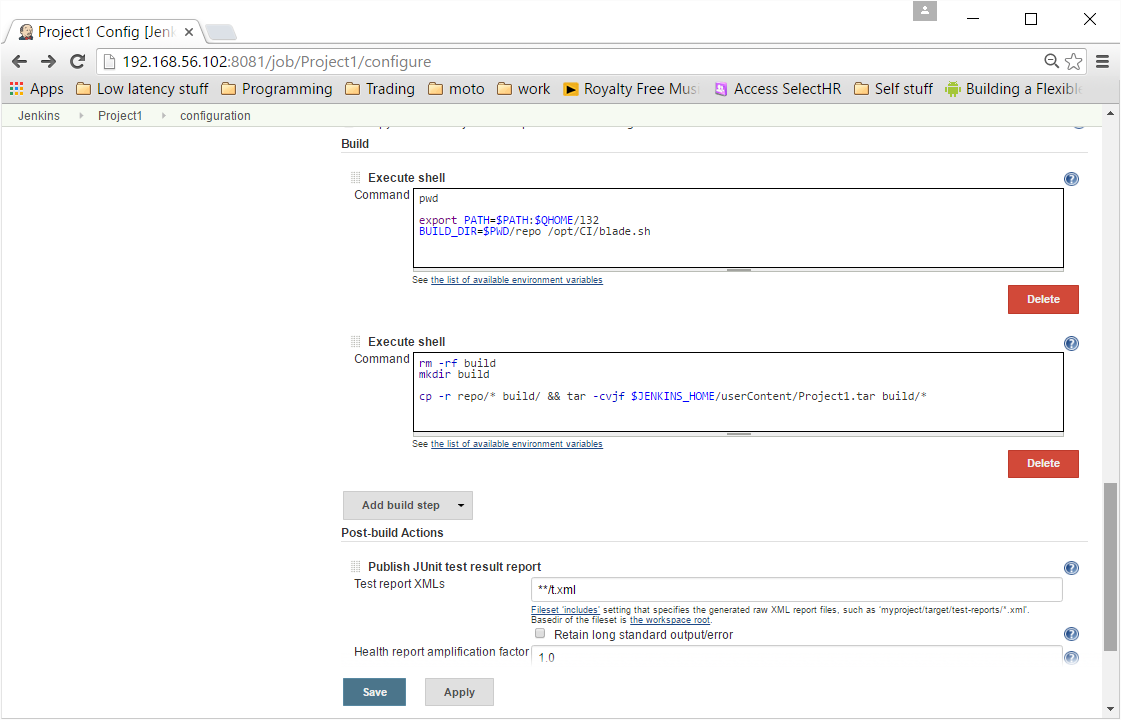 Project1 Config [Jenk
192.168.56.102:8081/job/Project1/configure
Apps Low latency stuff Programming Trading moto work Royalty Free Mus Access SelectHR Self stuff Building a Flexible
Jenkins Project1 configuration
Build
Execute shell
Command
pwd
export PATH=$PATH:$QHOME/l32
BUILD_DIR=$PWD/repo /opt/CI/blade.sh
See the list of available environment variables
Delete
Execute shell
Command
rm -rf build
mkdir build
cp -r repo/* build/ && tar -cvjf $JENKINS_HOME/userContent/Project1.tar build/*
See the list of available environment variables
Delete
Add build step
Post-build Actions
Publish JUnit test result report
Test report XMLs
**/t.xml
Fileset 'includes' setting that specifies the generated raw XML report files, such as 'myproject/target/test-reports/*.xml'.
Basedir of the fileset is the workspace root.
Retain long standard output/error
Health report amplification factor
1.0
Save Apply